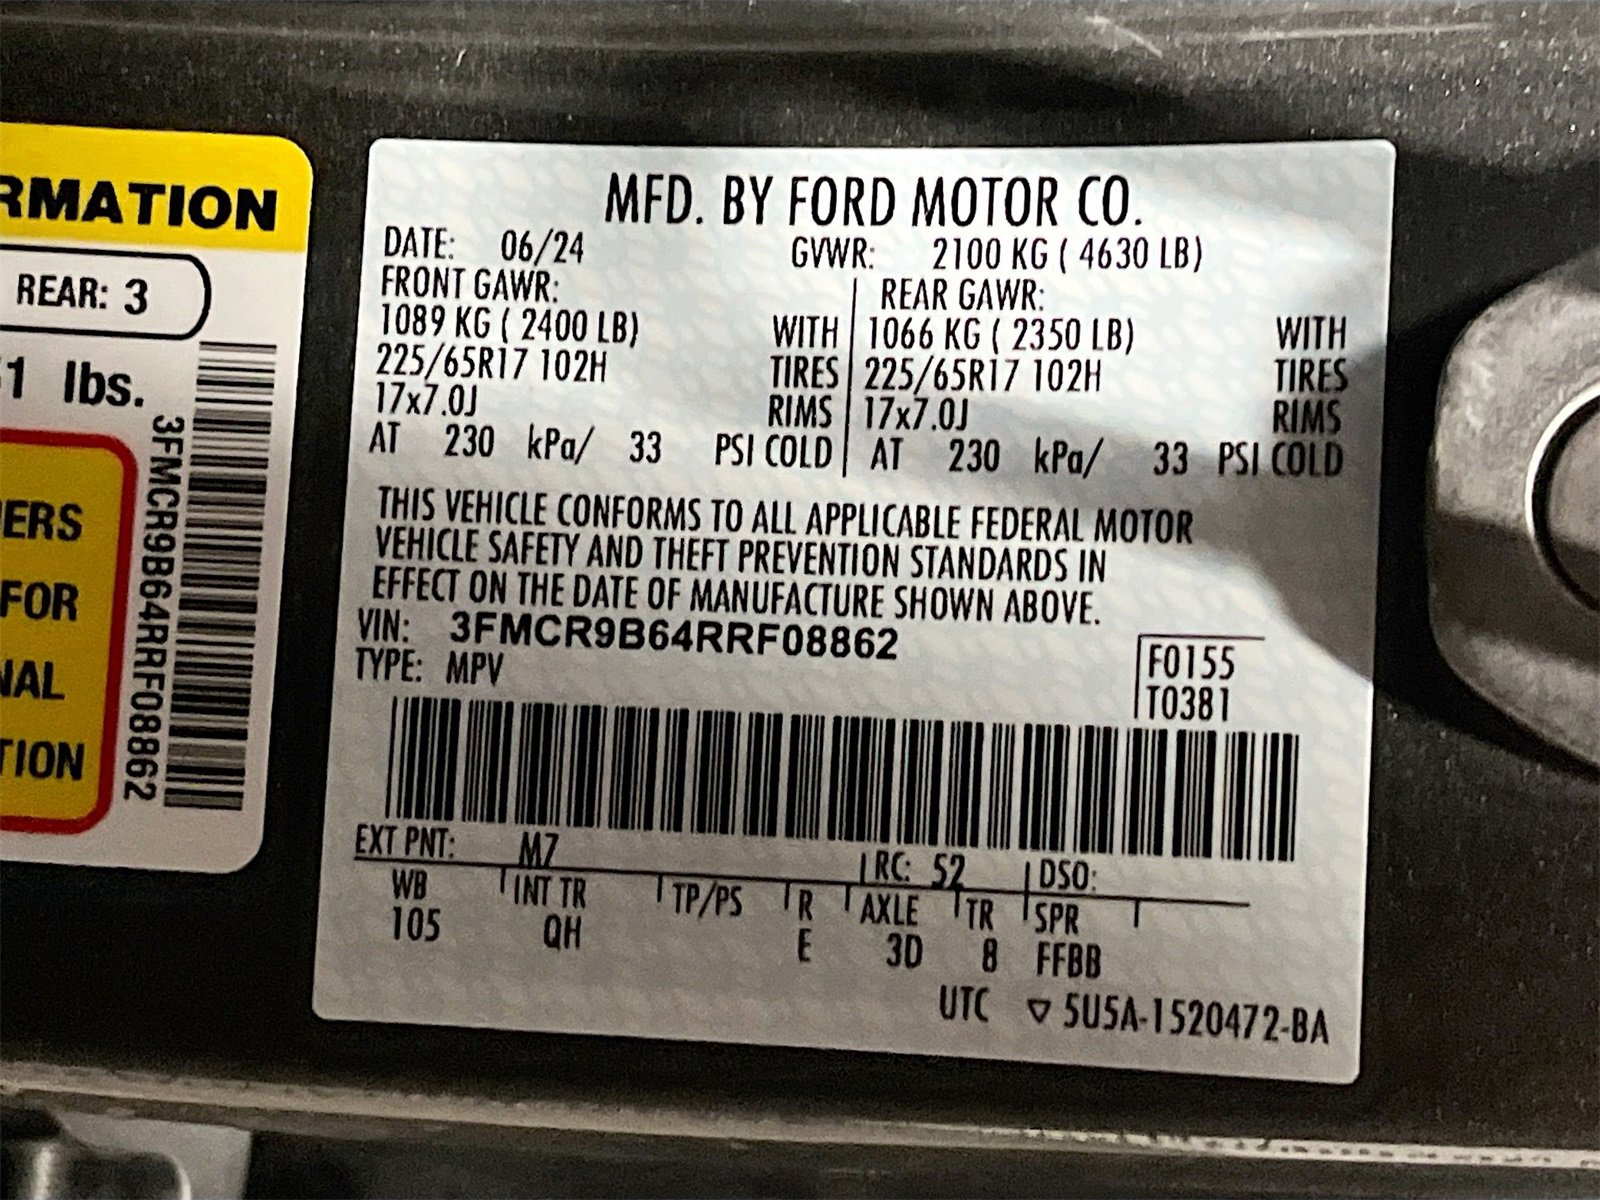 RMATION
REAR: 3
1 lbs.
3FMCR9B64RRF08862
ERS
FOR
NAL
TION
MFD. BY FORD MOTOR CO.
DATE: 06/24 GVWR: 2100 KG ( 4630 LB)
FRONT GAWR: REAR GAWR:
1089 KG ( 2400 LB) WITH 1066 KG ( 2350 LB) WITH
225/65R17 102H TIRES 225/65R17 102H TIRES
17x7.0J RIMS 17x7.0J RIMS
AT 230 kPa/ 33 PSI COLD AT 230 kPa/ 33 PSI COLD
THIS VEHICLE CONFORMS TO ALL APPLICABLE FEDERAL MOTOR
VEHICLE SAFETY AND THEFT PREVENTION STANDARDS IN
EFFECT ON THE DATE OF MANUFACTURE SHOWN ABOVE.
VIN: 3FMCR9B64RRF08862
TYPE: MPV
F0155
T0381
EXT PNT: M7 RC: 52 DSO:
WB INT TR TP/PS R AXLE TR SPR
105 QH E 3D 8 FFBB
UTC ▽ 5U5A-1520472-BA